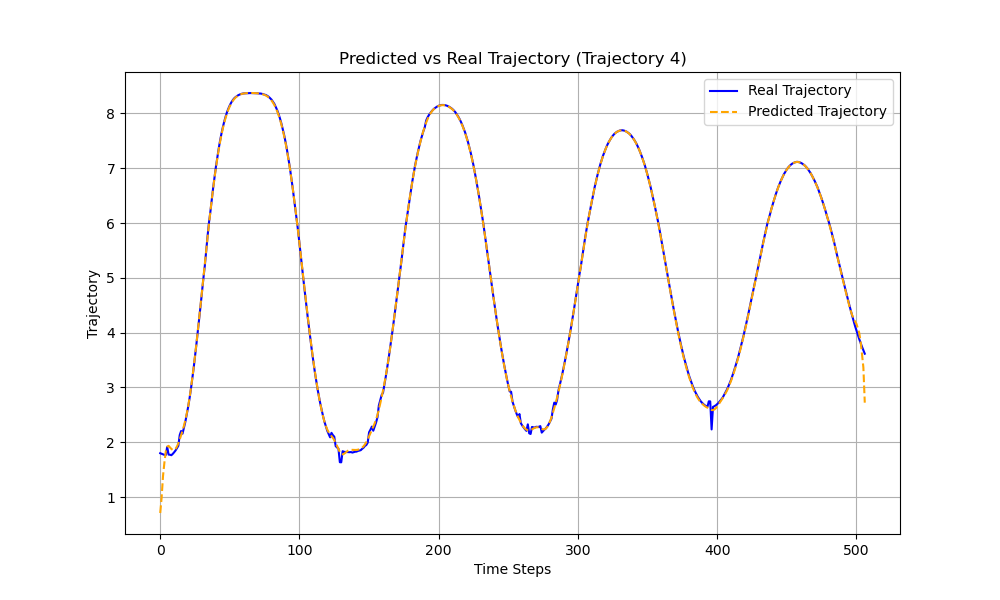 Predicted vs Real Trajectory (Trajectory 4)
Real Trajectory
Predicted Trajectory
Trajectory
8
7
6
5
4
3
2
1
0 100 200 300 400 500
Time Steps